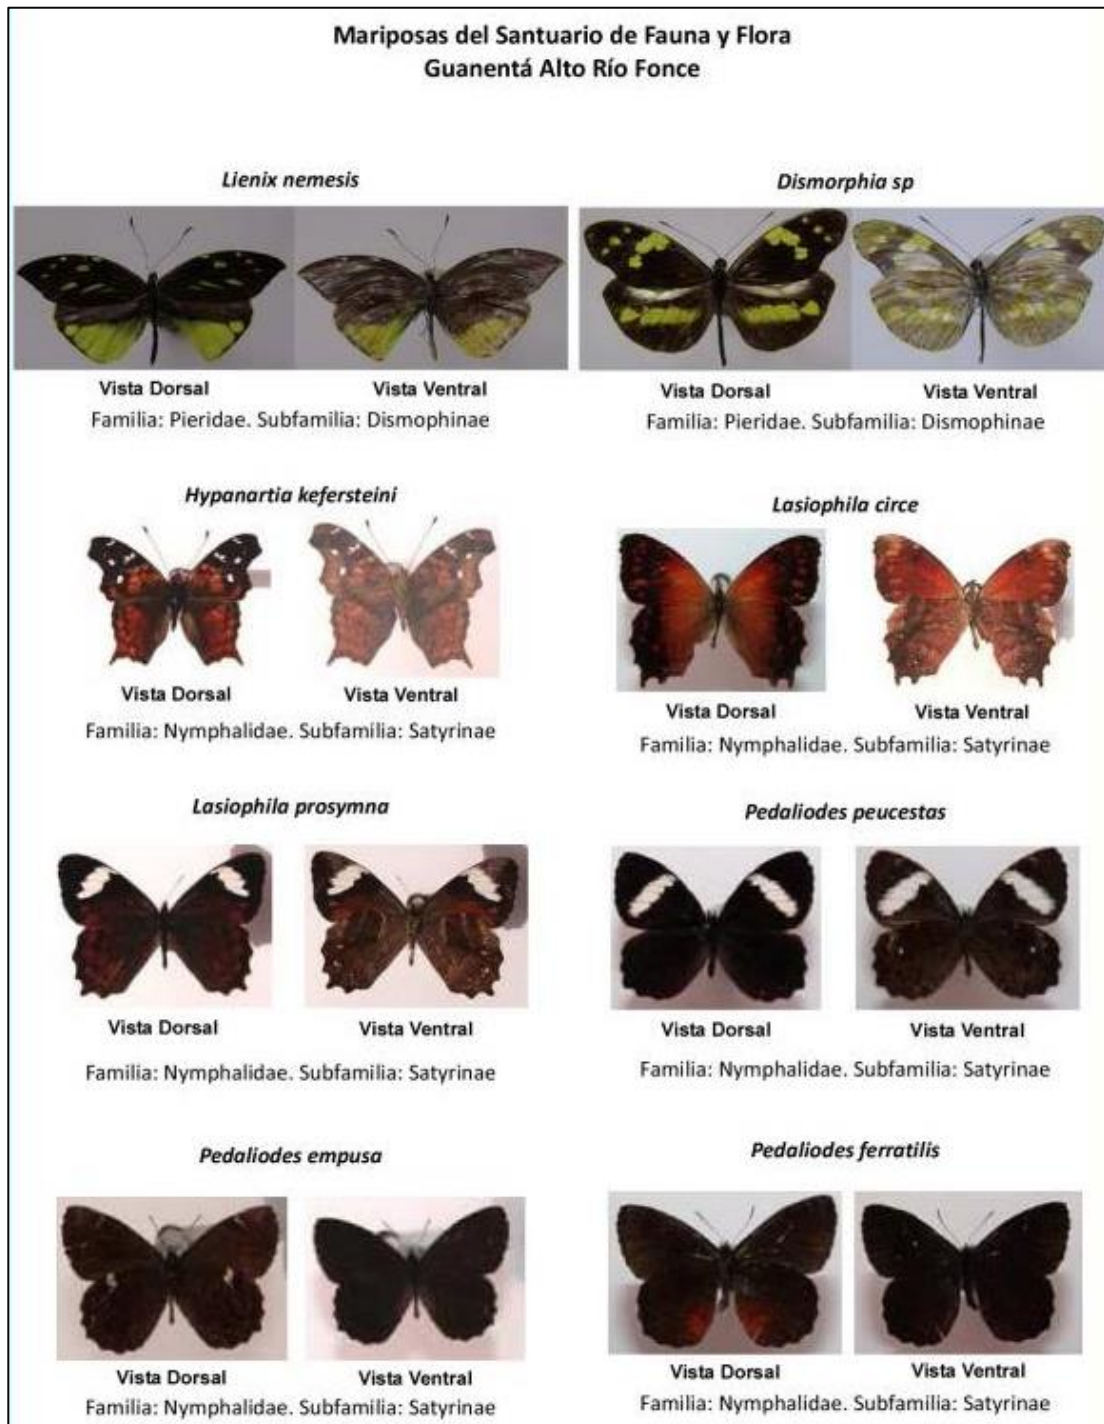 Mariposas del Santuario de Fauna y Flora
Guanentá Alto Río Fonce
Lienix nemesis
Dismorphia sp
Vista Dorsal
Vista Ventral
Vista Dorsal
Vista Ventral
Familia: Pieridae. Subfamilia: Dismophinae
Familia: Pieridae. Subfamilia: Dismophinae
Hypanartia kefersteini
Lasiophila circe
Vista Dorsal
Vista Ventral
Vista Dorsal
Vista Ventral
Familia: Nymphalidae. Subfamilia: Satyrinae
Familia: Nymphalidae. Subfamilia: Satyrinae
Lasiophila prosymna
Pedaliodes peucestas
Vista Dorsal
Vista Ventral
Vista Dorsal
Vista Ventral
Familia: Nymphalidae. Subfamilia: Satyrinae
Familia: Nymphalidae. Subfamilia: Satyrinae
Pedaliodes empusa
Pedaliodes ferratilis
Vista Dorsal
Vista Ventral
Vista Dorsal
Vista Ventral
Familia: Nymphalidae. Subfamilia: Satyrinae
Familia: Nymphalidae. Subfamilia: Satyrinae